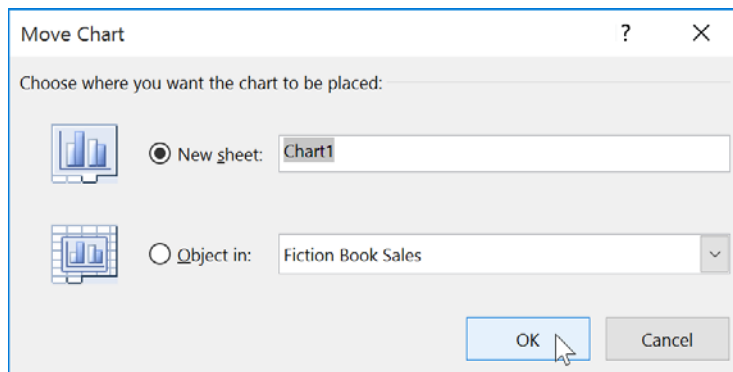 Move Chart ?
Choose where you want the chart to be placed:
New sheet: Chart1
Object in: Fiction Book Sales
OK Cancel